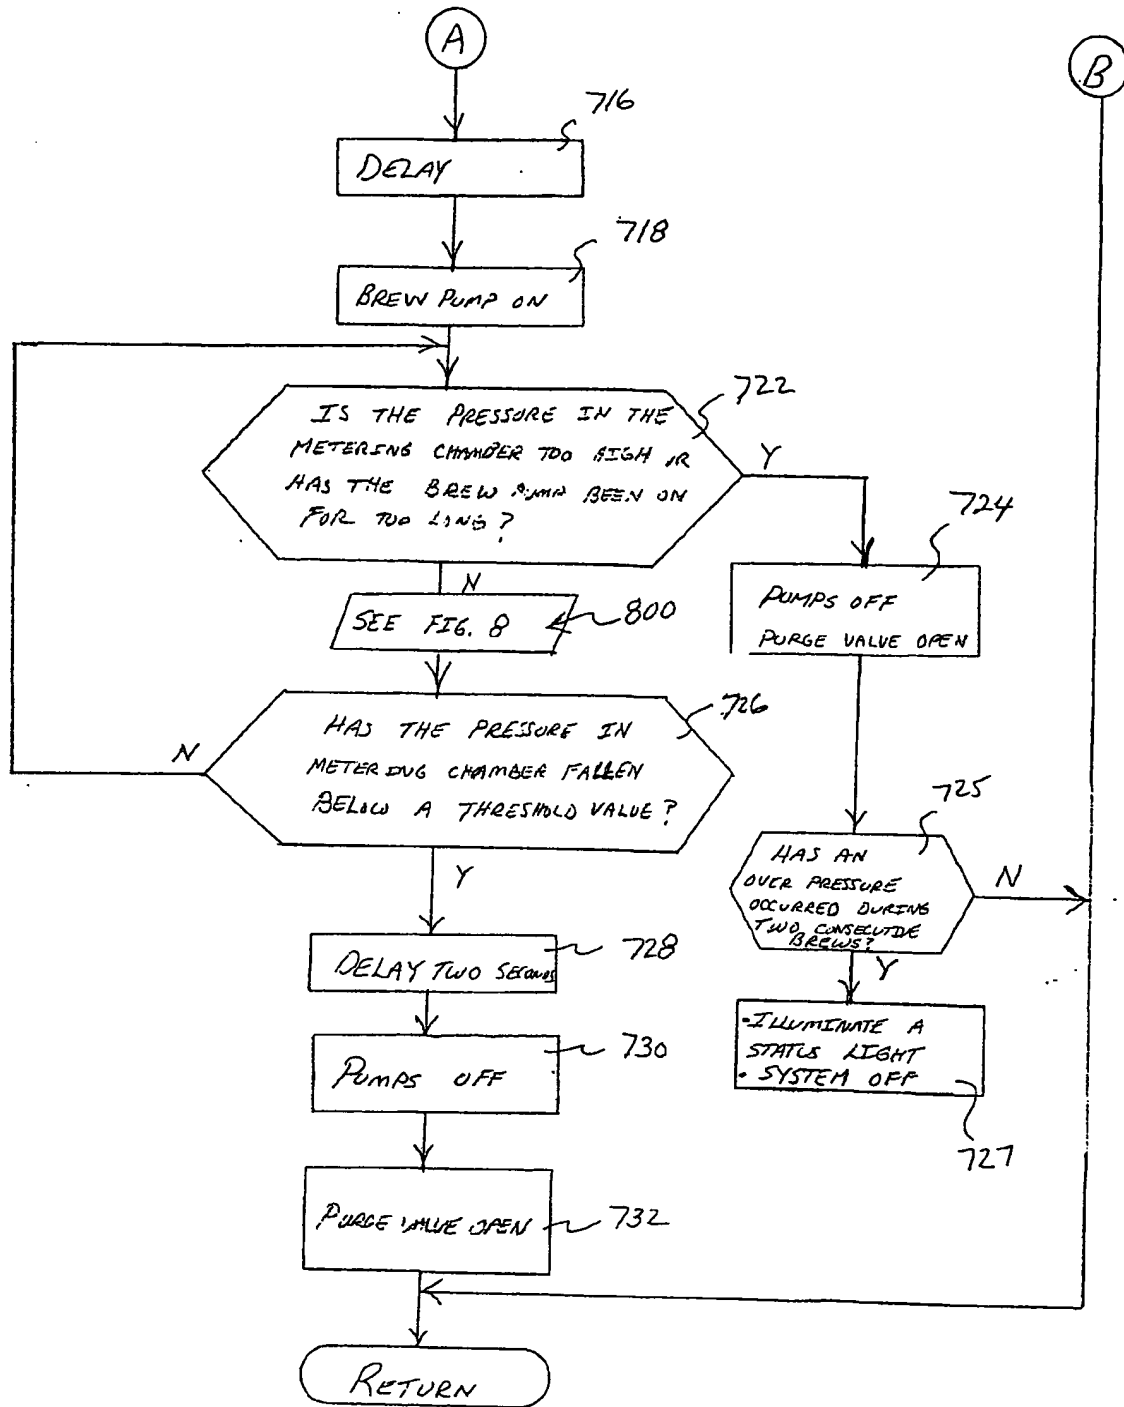 A
B
716
DELAY
718
BREW PUMP ON
722
IS THE PRESSURE IN THE
METERING CHAMBER TOO HIGH OR
HAS THE BREW PUMP BEEN ON
FOR TOO LONG?
Y
N
724
PUMPS OFF
PURGE VALUE OPEN
SEE FIG. 8
800
726
HAS THE PRESSURE IN
METERING CHAMBER FALLEN
BELOW A THRESHOLD VALUE?
N
Y
725
HAS AN
OVER PRESSURE
OCCURRED DURING
TWO CONSECUTIVE
BREWS?
N
Y
728
DELAY TWO SECONDS
727
•ILLUMINATE A
STATUS LIGHT
• SYSTEM OFF
730
PUMPS OFF
732
PURGE VALUE OPEN
RETURN